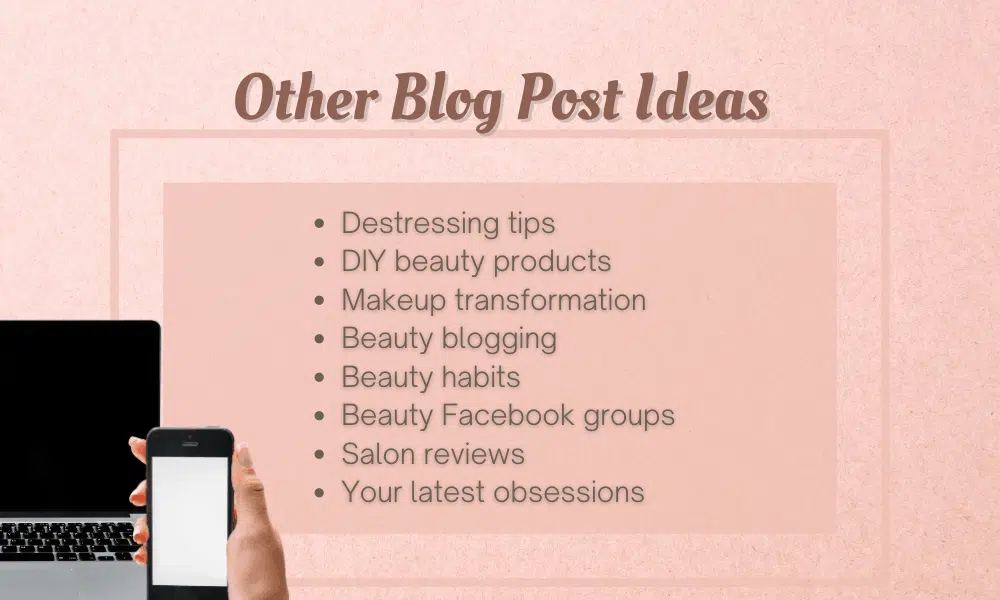 Other Blog Post Ideas
• Destressing tips
• DIY beauty products
• Makeup transformation
• Beauty blogging
• Beauty habits
• Beauty Facebook groups
• Salon reviews
• Your latest obsessions